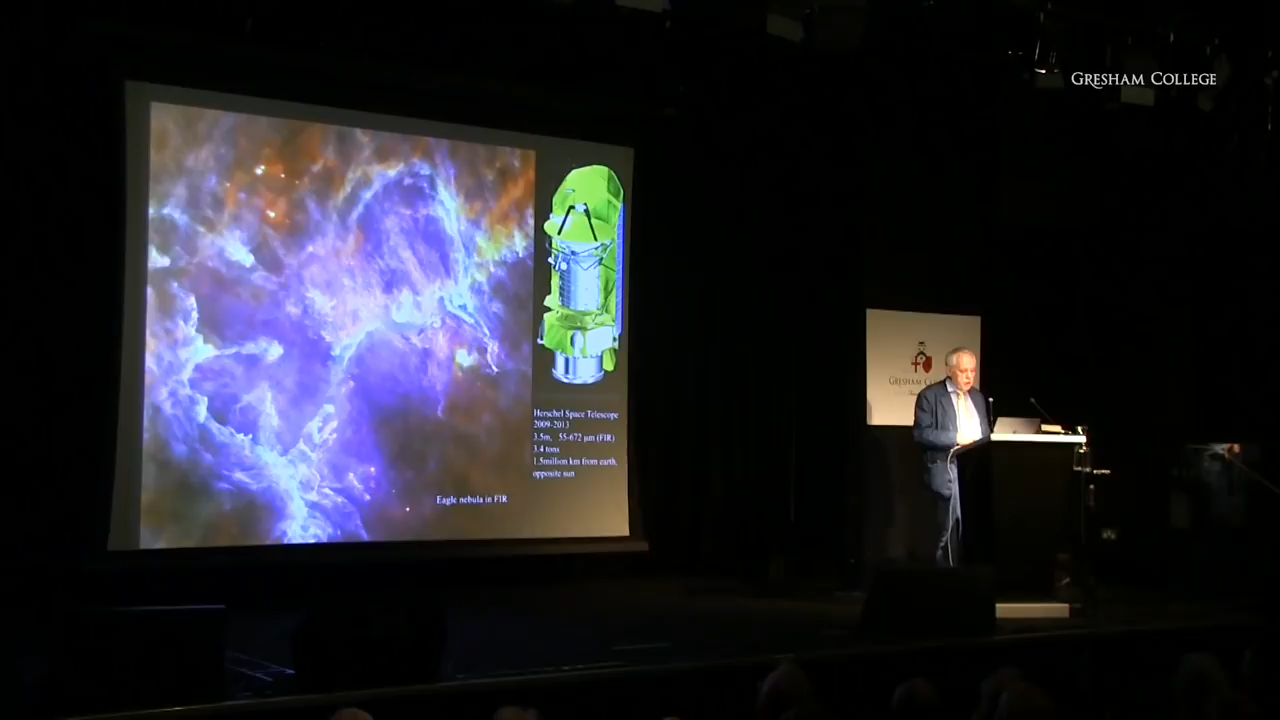 GRESHAM COLLEGE
Herschel Space Telescope
2009-2013
3.5m, 55-672 μm (FIR)
3.4 tons
1.5million km from earth,
opposite sun
Eagle nebula in FIR
GRESHAM